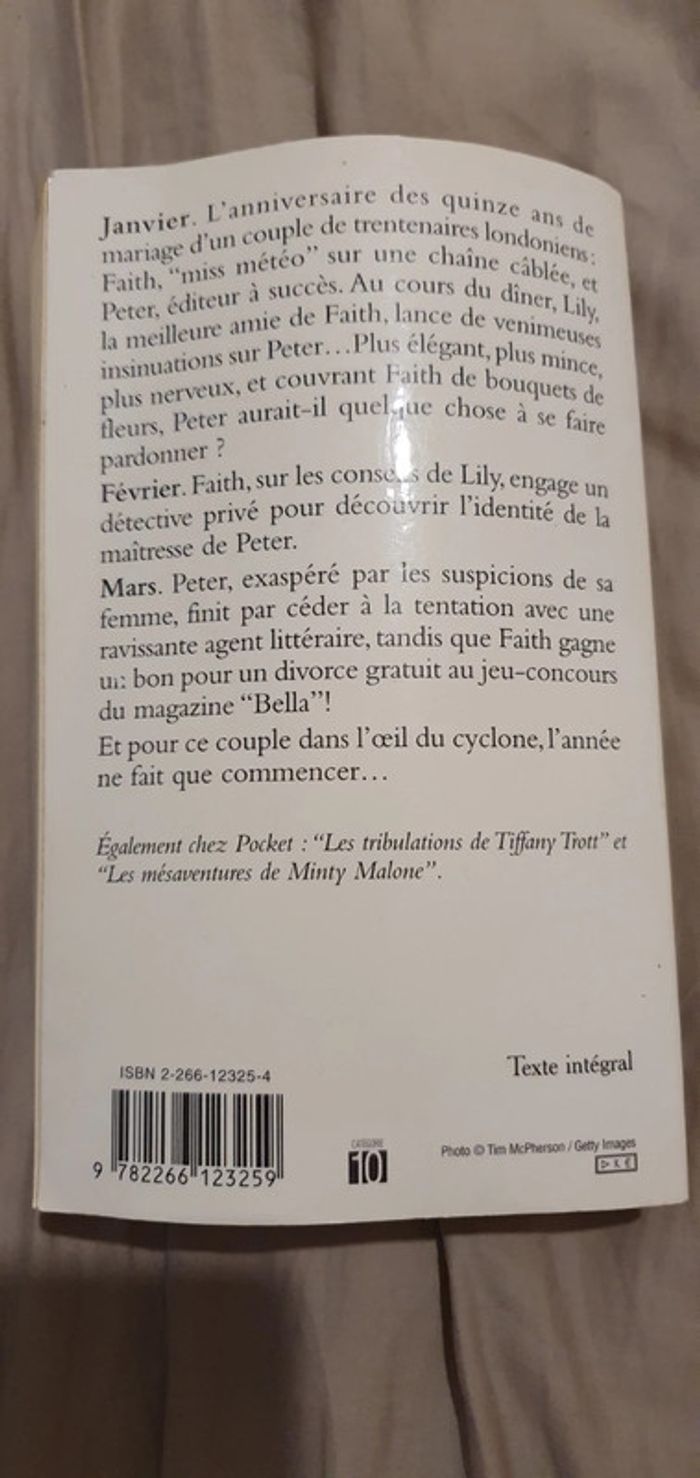 Janvier. L'anniversaire des quinze ans de
mariage d'un couple de trentenaires londoniens :
Faith, "miss météo" sur une chaîne câblée, et
Peter, éditeur à succès. Au cours du dîner, Lily,
la meilleure amie de Faith, lance de venimeuses
insinuations sur Peter...Plus élégant, plus mince,
plus nerveux, et couvrant Faith de bouquets de
fleurs, Peter aurait-il quelque chose à se faire
pardonner ?
Février. Faith, sur les conseils de Lily, engage un
détective privé pour découvrir l'identité de la
maîtresse de Peter.
Mars. Peter, exaspéré par les suspicions de sa
femme, finit par céder à la tentation avec une
ravissante agent littéraire, tandis que Faith gagne
un bon pour un divorce gratuit au jeu-concours
du magazine "Bella"!
Et pour ce couple dans l'œil du cyclone, l'année
ne fait que commencer...
Également chez Pocket : "Les tribulations de Tiffany Trott" et
"Les mésaventures de Minty Malone".
Texte intégral
ISBN 2-266-12325-4
9 782266 123259
CATÉGORIE
10
Photo © Tim McPherson / Getty Images